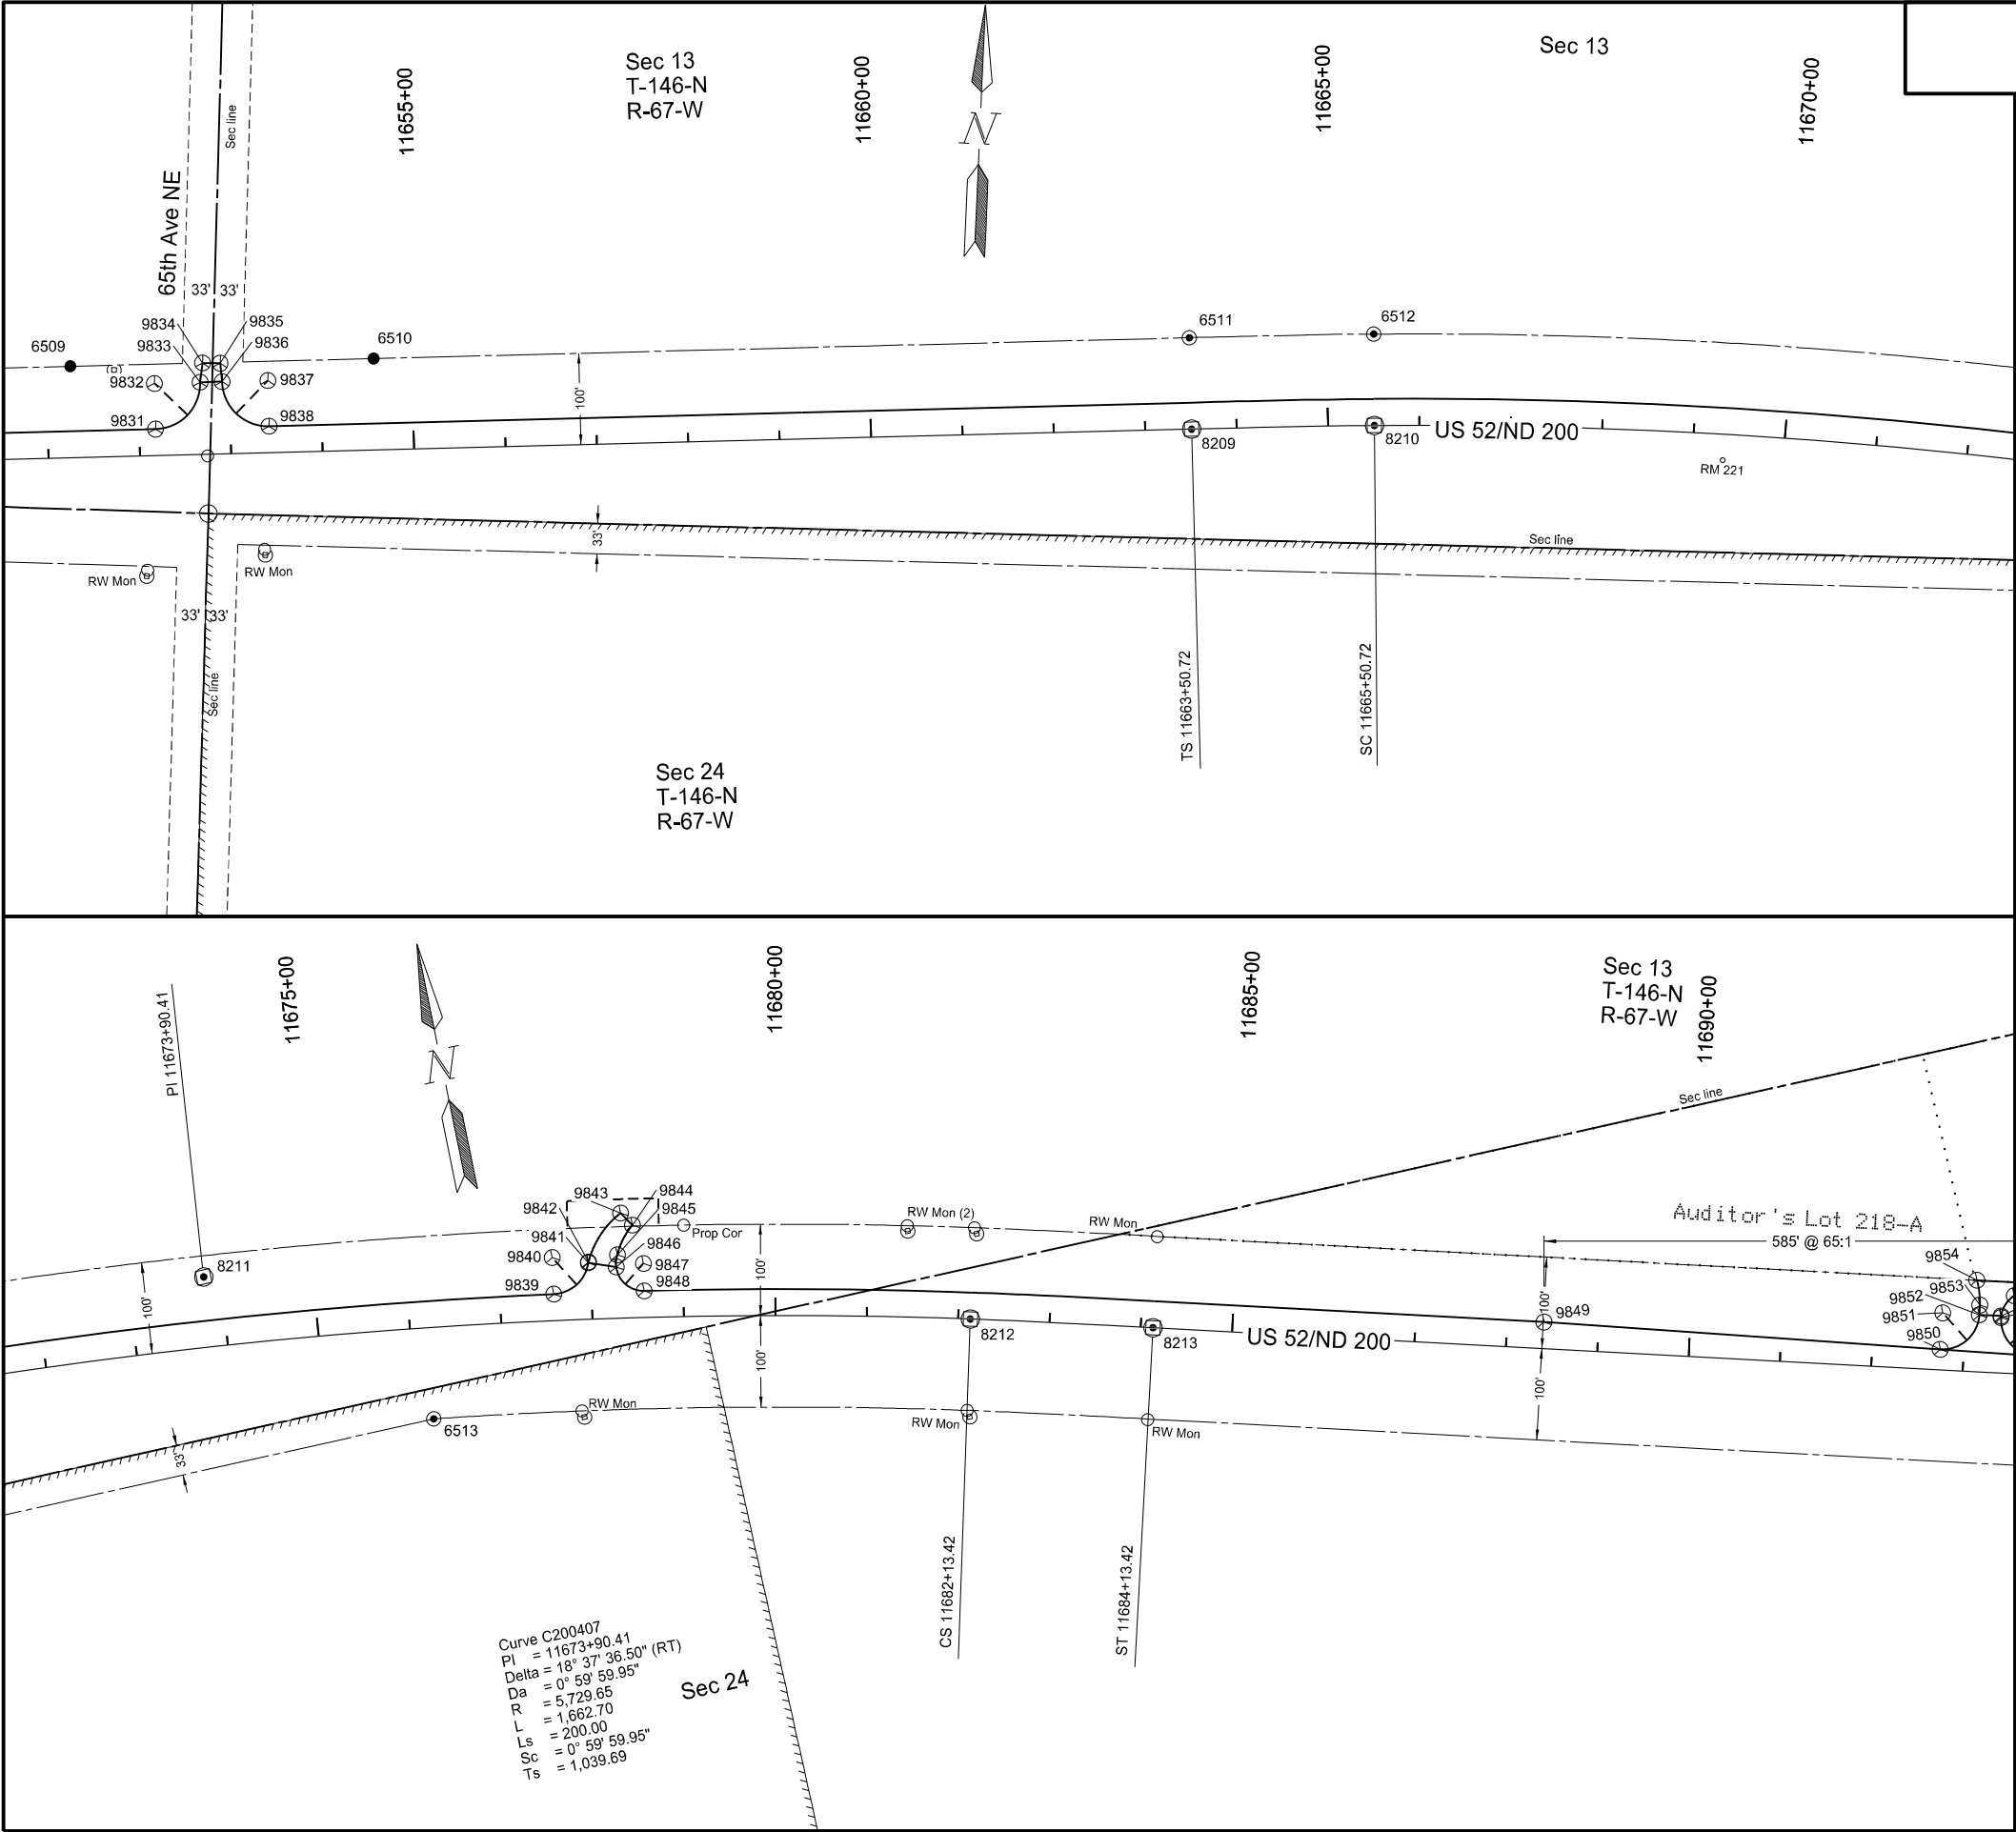 Sec 13
T-146-N
R-67-W
Sec 13
11655+00
11660+00
11665+00
11670+00
N
Sec line
65th Ave NE
33' 33'
9834
9835
9833
9836
6509
6510
6511
6512
9832
9837
9831
9838
100'
8209
8210
US 52/ND 200
RM 221
33'
Sec line
RW Mon
RW Mon
33' 33'
Sec line
TS 11663+50.72
SC 11665+50.72
Sec 24
T-146-N
R-67-W
PI 11673+90.41
11675+00
11680+00
11685+00
11690+00
Sec 13
T-146-N
R-67-W
N
Sec line
9843
9844
9842
9845
9841
9846
9840
9847
9839
9848
Prop Cor
RW Mon (2)
RW Mon
Auditor's Lot 218-A
585' @ 65:1
8211
100'
100'
100'
100'
100'
9854
9853
9852
9851
9850
9849
8212
8213
US 52/ND 200
33'
6513
RW Mon
RW Mon
RW Mon
CS 11682+13.42
ST 11684+13.42
Curve C200407
PI = 11673+90.41
Delta = 18° 37' 36.50" (RT)
Da = 0° 59' 59.95"
R = 5,729.65
L = 1,662.70
Ls = 200.00
Sc = 0° 59' 59.95"
Ts = 1,039.69
Sec 24